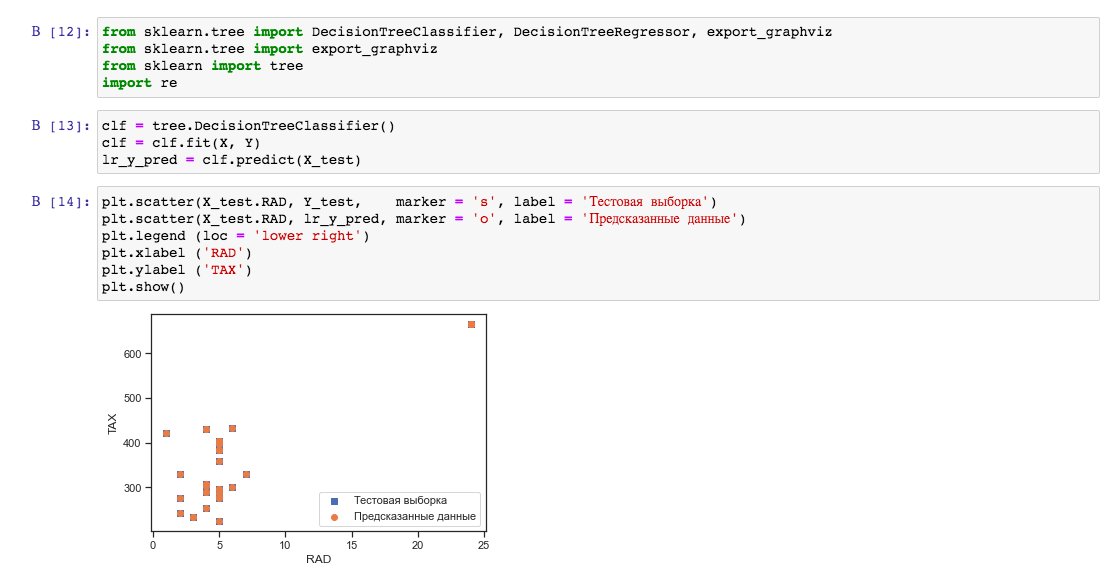 B [12]: from sklearn.tree import DecisionTreeClassifier, DecisionTreeRegressor, export_graphviz
from sklearn.tree import export_graphviz
from sklearn import tree
import re
B [13]: clf = tree.DecisionTreeClassifier()
clf = clf.fit(X, Y)
lr_y_pred = clf.predict(X_test)
B [14]: plt.scatter(X_test.RAD, Y_test,    marker = 's', label = 'Тестовая выборка')
plt.scatter(X_test.RAD, lr_y_pred, marker = 'o', label = 'Предсказанные данные')
plt.legend (loc = 'lower right')
plt.xlabel ('RAD')
plt.ylabel ('TAX')
plt.show()
600
500
400
300
TAX
Тестовая выборка
Предсказанные данные
0 5 10 15 20 25
RAD